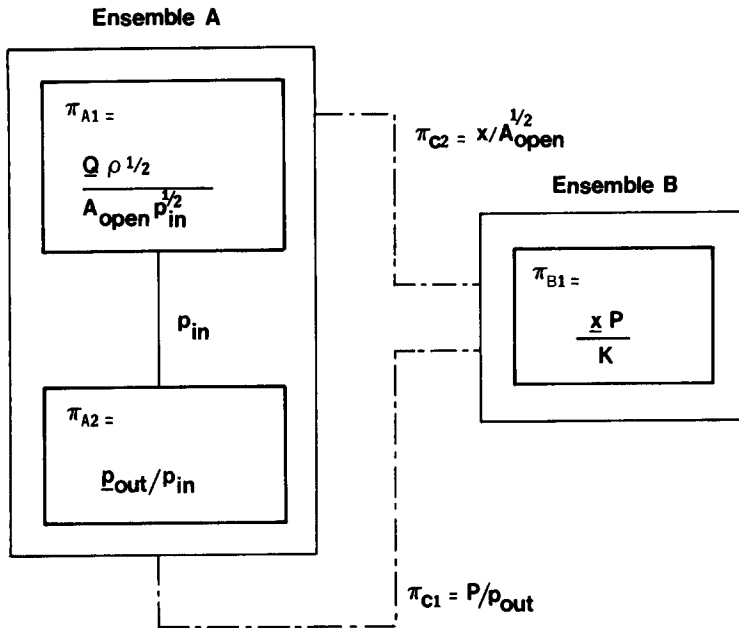 Ensemble A
π_A1 =
Q ρ^1/2
A_open p_in^1/2
p_in
π_A2 =
p_out/p_in
π_C2 = x/A_open^1/2
Ensemble B
π_B1 =
x P
K
π_C1 = P/p_out